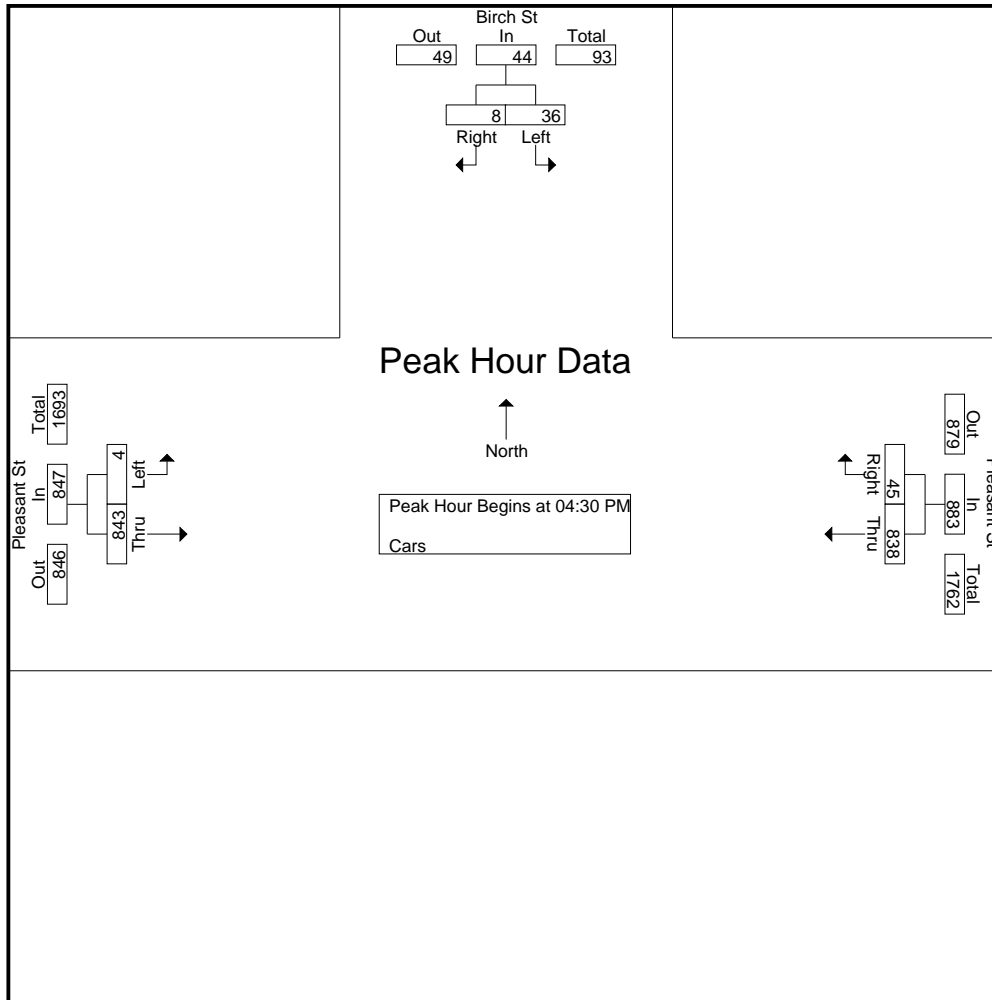 Birch St
Out In Total
49 44 93
8 36
Right Left
Peak Hour Data
North
Peak Hour Begins at 04:30 PM
Cars
Pleasant St
Out In Total
846 847 1693
Left Thru
4 843
Pleasant St
Out In Total
879 883 1762
Right Thru
45 838